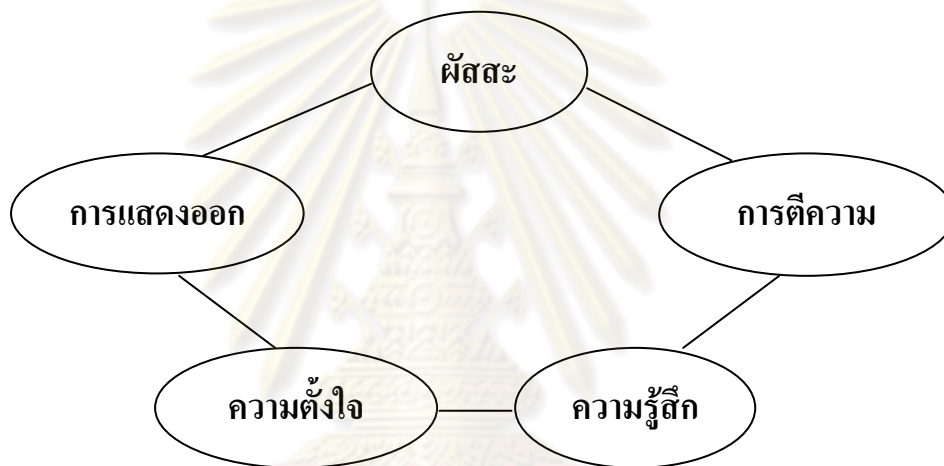 ผัสสะ
การแสดงออก
การตีความ
ความตั้งใจ
ความรู้สึก